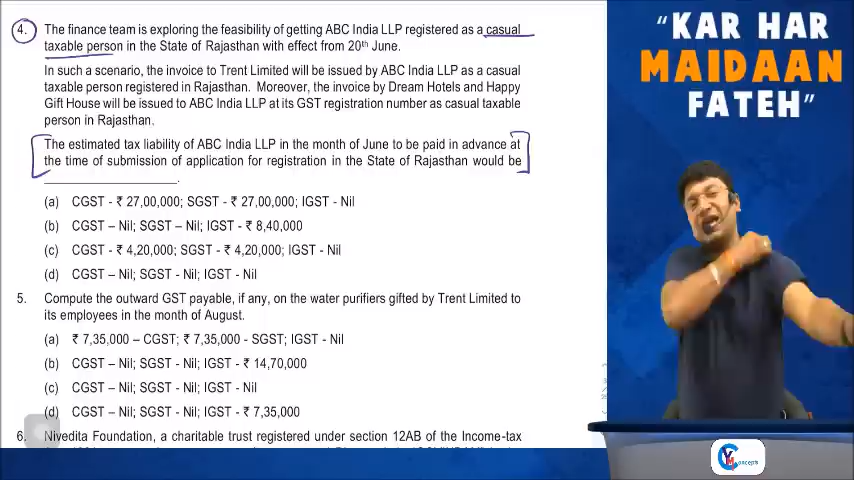 4. The finance team is exploring the feasibility of getting ABC India LLP registered as a casual
taxable person in the State of Rajasthan with effect from 20th June.
In such a scenario, the invoice to Trent Limited will be issued by ABC India LLP as a casual
taxable person registered in Rajasthan. Moreover, the invoice by Dream Hotels and Happy
Gift House will be issued to ABC India LLP at its GST registration number as casual taxable
person in Rajasthan.
The estimated tax liability of ABC India LLP in the month of June to be paid in advance at
the time of submission of application for registration in the State of Rajasthan would be
____________________.
(a) CGST - ₹ 27,00,000; SGST - ₹ 27,00,000; IGST - Nil
(b) CGST – Nil; SGST – Nil; IGST - ₹ 8,40,000
(c) CGST - ₹ 4,20,000; SGST - ₹ 4,20,000; IGST - Nil
(d) CGST – Nil; SGST - Nil; IGST - Nil
5. Compute the outward GST payable, if any, on the water purifiers gifted by Trent Limited to
its employees in the month of August.
(a) ₹ 7,35,000 – CGST; ₹ 7,35,000 - SGST; IGST - Nil
(b) CGST – Nil; SGST - Nil; IGST - ₹ 14,70,000
(c) CGST – Nil; SGST - Nil; IGST - Nil
(d) CGST – Nil; SGST - Nil; IGST - ₹ 7,35,000
6. Nivedita Foundation, a charitable trust registered under section 12AB of the Income-tax
"KAR HAR
MAIDAAN
FATEH"